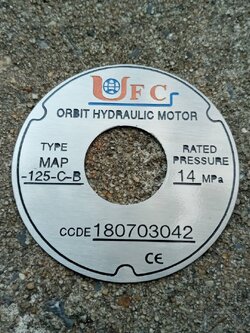 UFC
ORBIT HYDRAULIC MOTOR
TYPE
MAP
-125-C-B
RATED
PRESSURE
14 MPa
CODE 180703042
CE